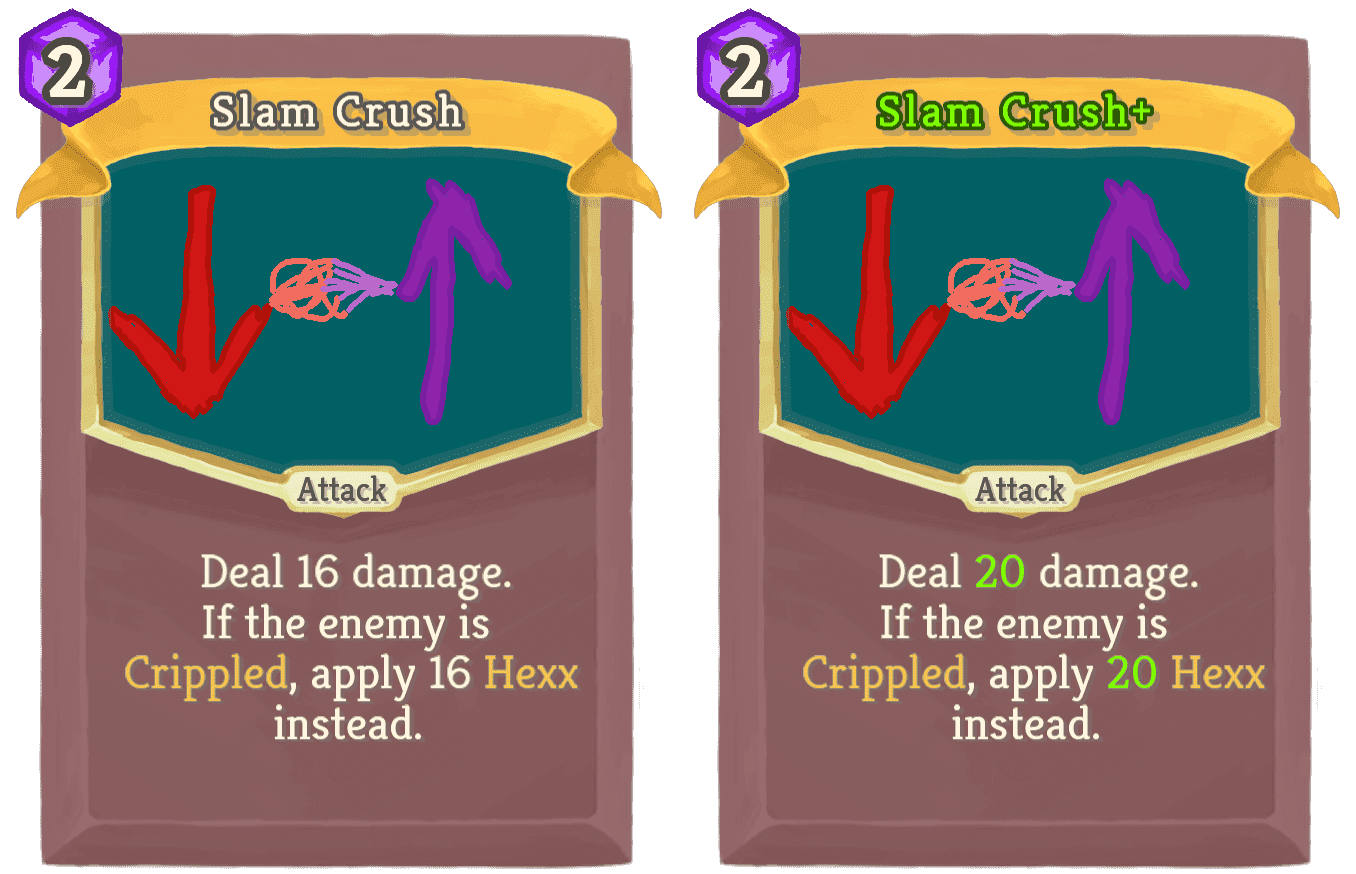 2
Slam Crush
Attack
Deal 16 damage.
If the enemy is
Crippled, apply 16 Hexx
instead.
2
Slam Crush+
Attack
Deal 20 damage.
If the enemy is
Crippled, apply 20 Hexx
instead.